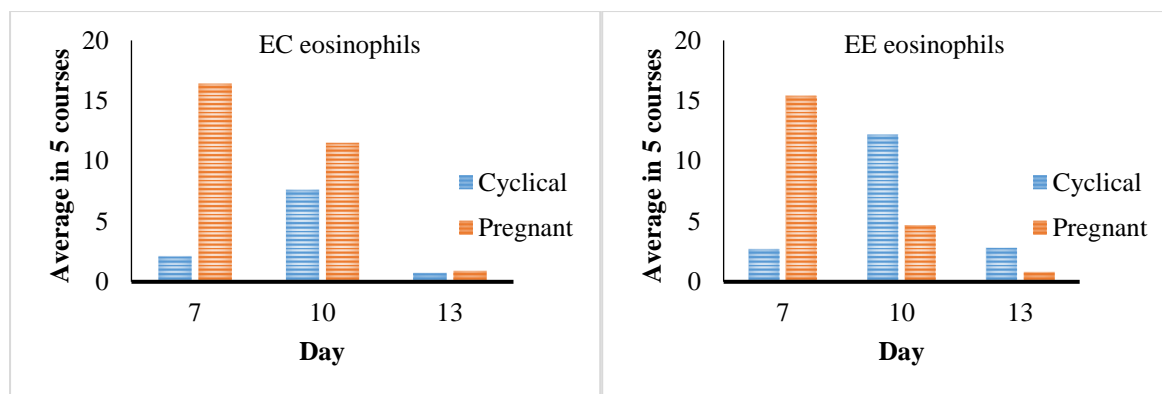 EC eosinophils
Average in 5 courses
20
15
10
5
0
7 10 13
Day
Cyclical
Pregnant
EE eosinophils
Average in 5 courses
20
15
10
5
0
7 10 13
Day
Cyclical
Pregnant